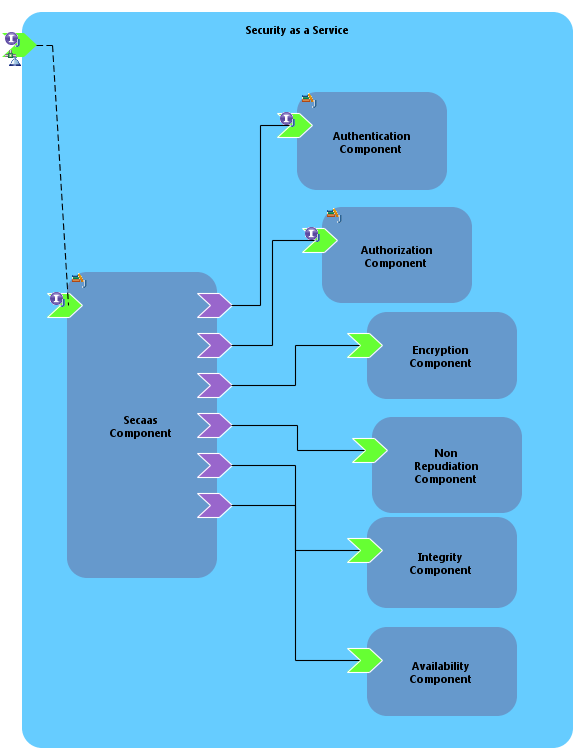 Security as a Service
I
Authentication
Component
I
Authorization
Component
I
Secaas
Component
I
Encryption
Component
Non
Repudiation
Component
Integrity
Component
Availability
Component